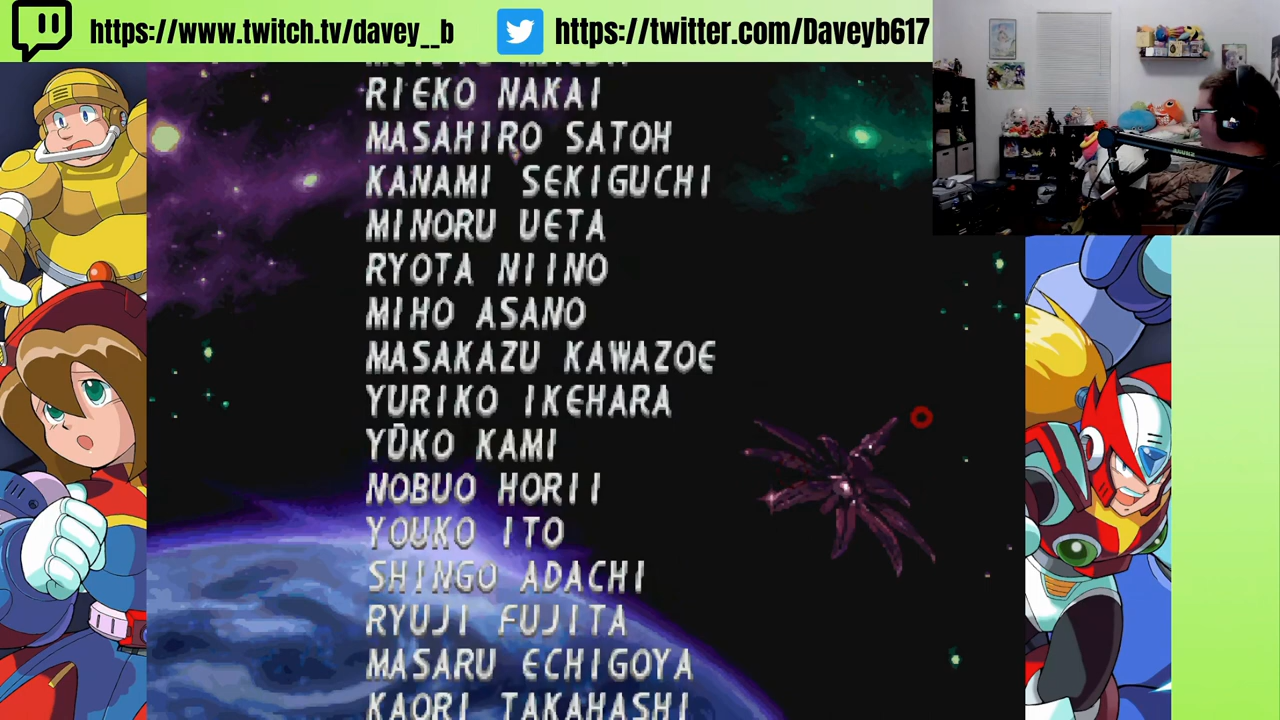 https://www.twitch.tv/davey__b
https://twitter.com/Daveyb617
RIEKO NAKAI
MASAHIRO SATOH
KANAMI SEKIGUCHI
MINORU UETA
RYOTA NIINO
MIHO ASANO
MASAKAZU KAWAZOE
YURIKO IKEHARA
YŪKO KAMI
NOBUO HORII
YOUKO ITO
SHINGO ADACHI
RYUJI FUJITA
MASARU ECHIGOYA
KAORI TAKAHASHI